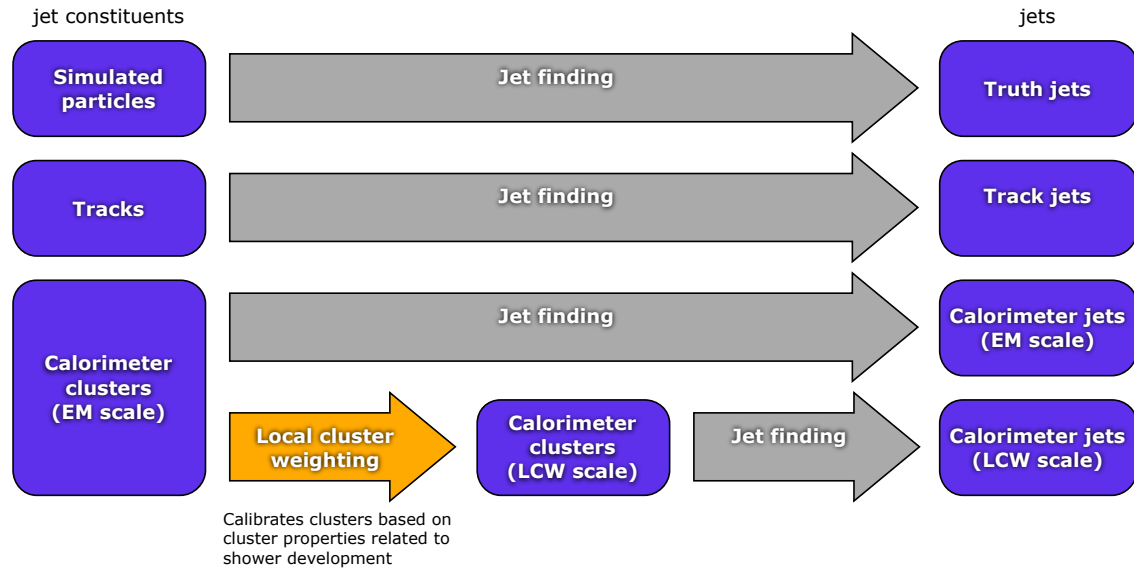 jet constituents
jets
Simulated
particles
Jet finding
Truth jets
Tracks
Jet finding
Track jets
Calorimeter
clusters
(EM scale)
Jet finding
Calorimeter jets
(EM scale)
Local cluster
weighting
Calorimeter
clusters
(LCW scale)
Jet finding
Calorimeter jets
(LCW scale)
Calibrates clusters based on
cluster properties related to
shower development